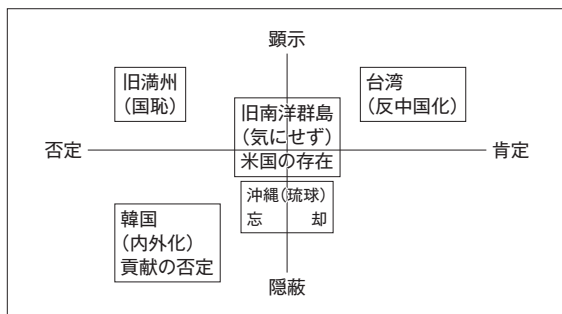 顕示
旧満州
（国恥）
台湾
（反中国化）
旧南洋群島
（気にせず）
米国の存在
否定
肯定
沖縄（琉球）
忘　　却
韓国
（内外化）
貢献の否定
隠蔽